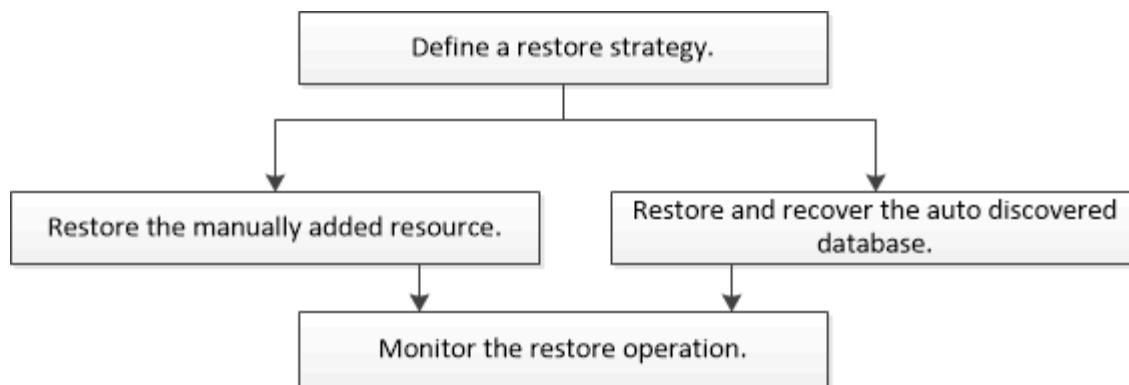 Define a restore strategy.
Restore the manually added resource.
Restore and recover the auto discovered
database.
Monitor the restore operation.